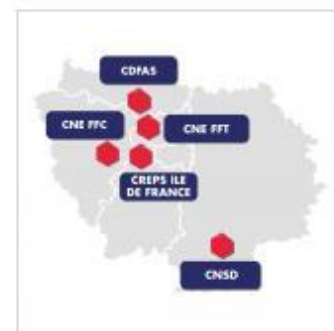 CDFAS
CNE FFC
CNE FFT
CREPS ILE
DE FRANCE
CNSD